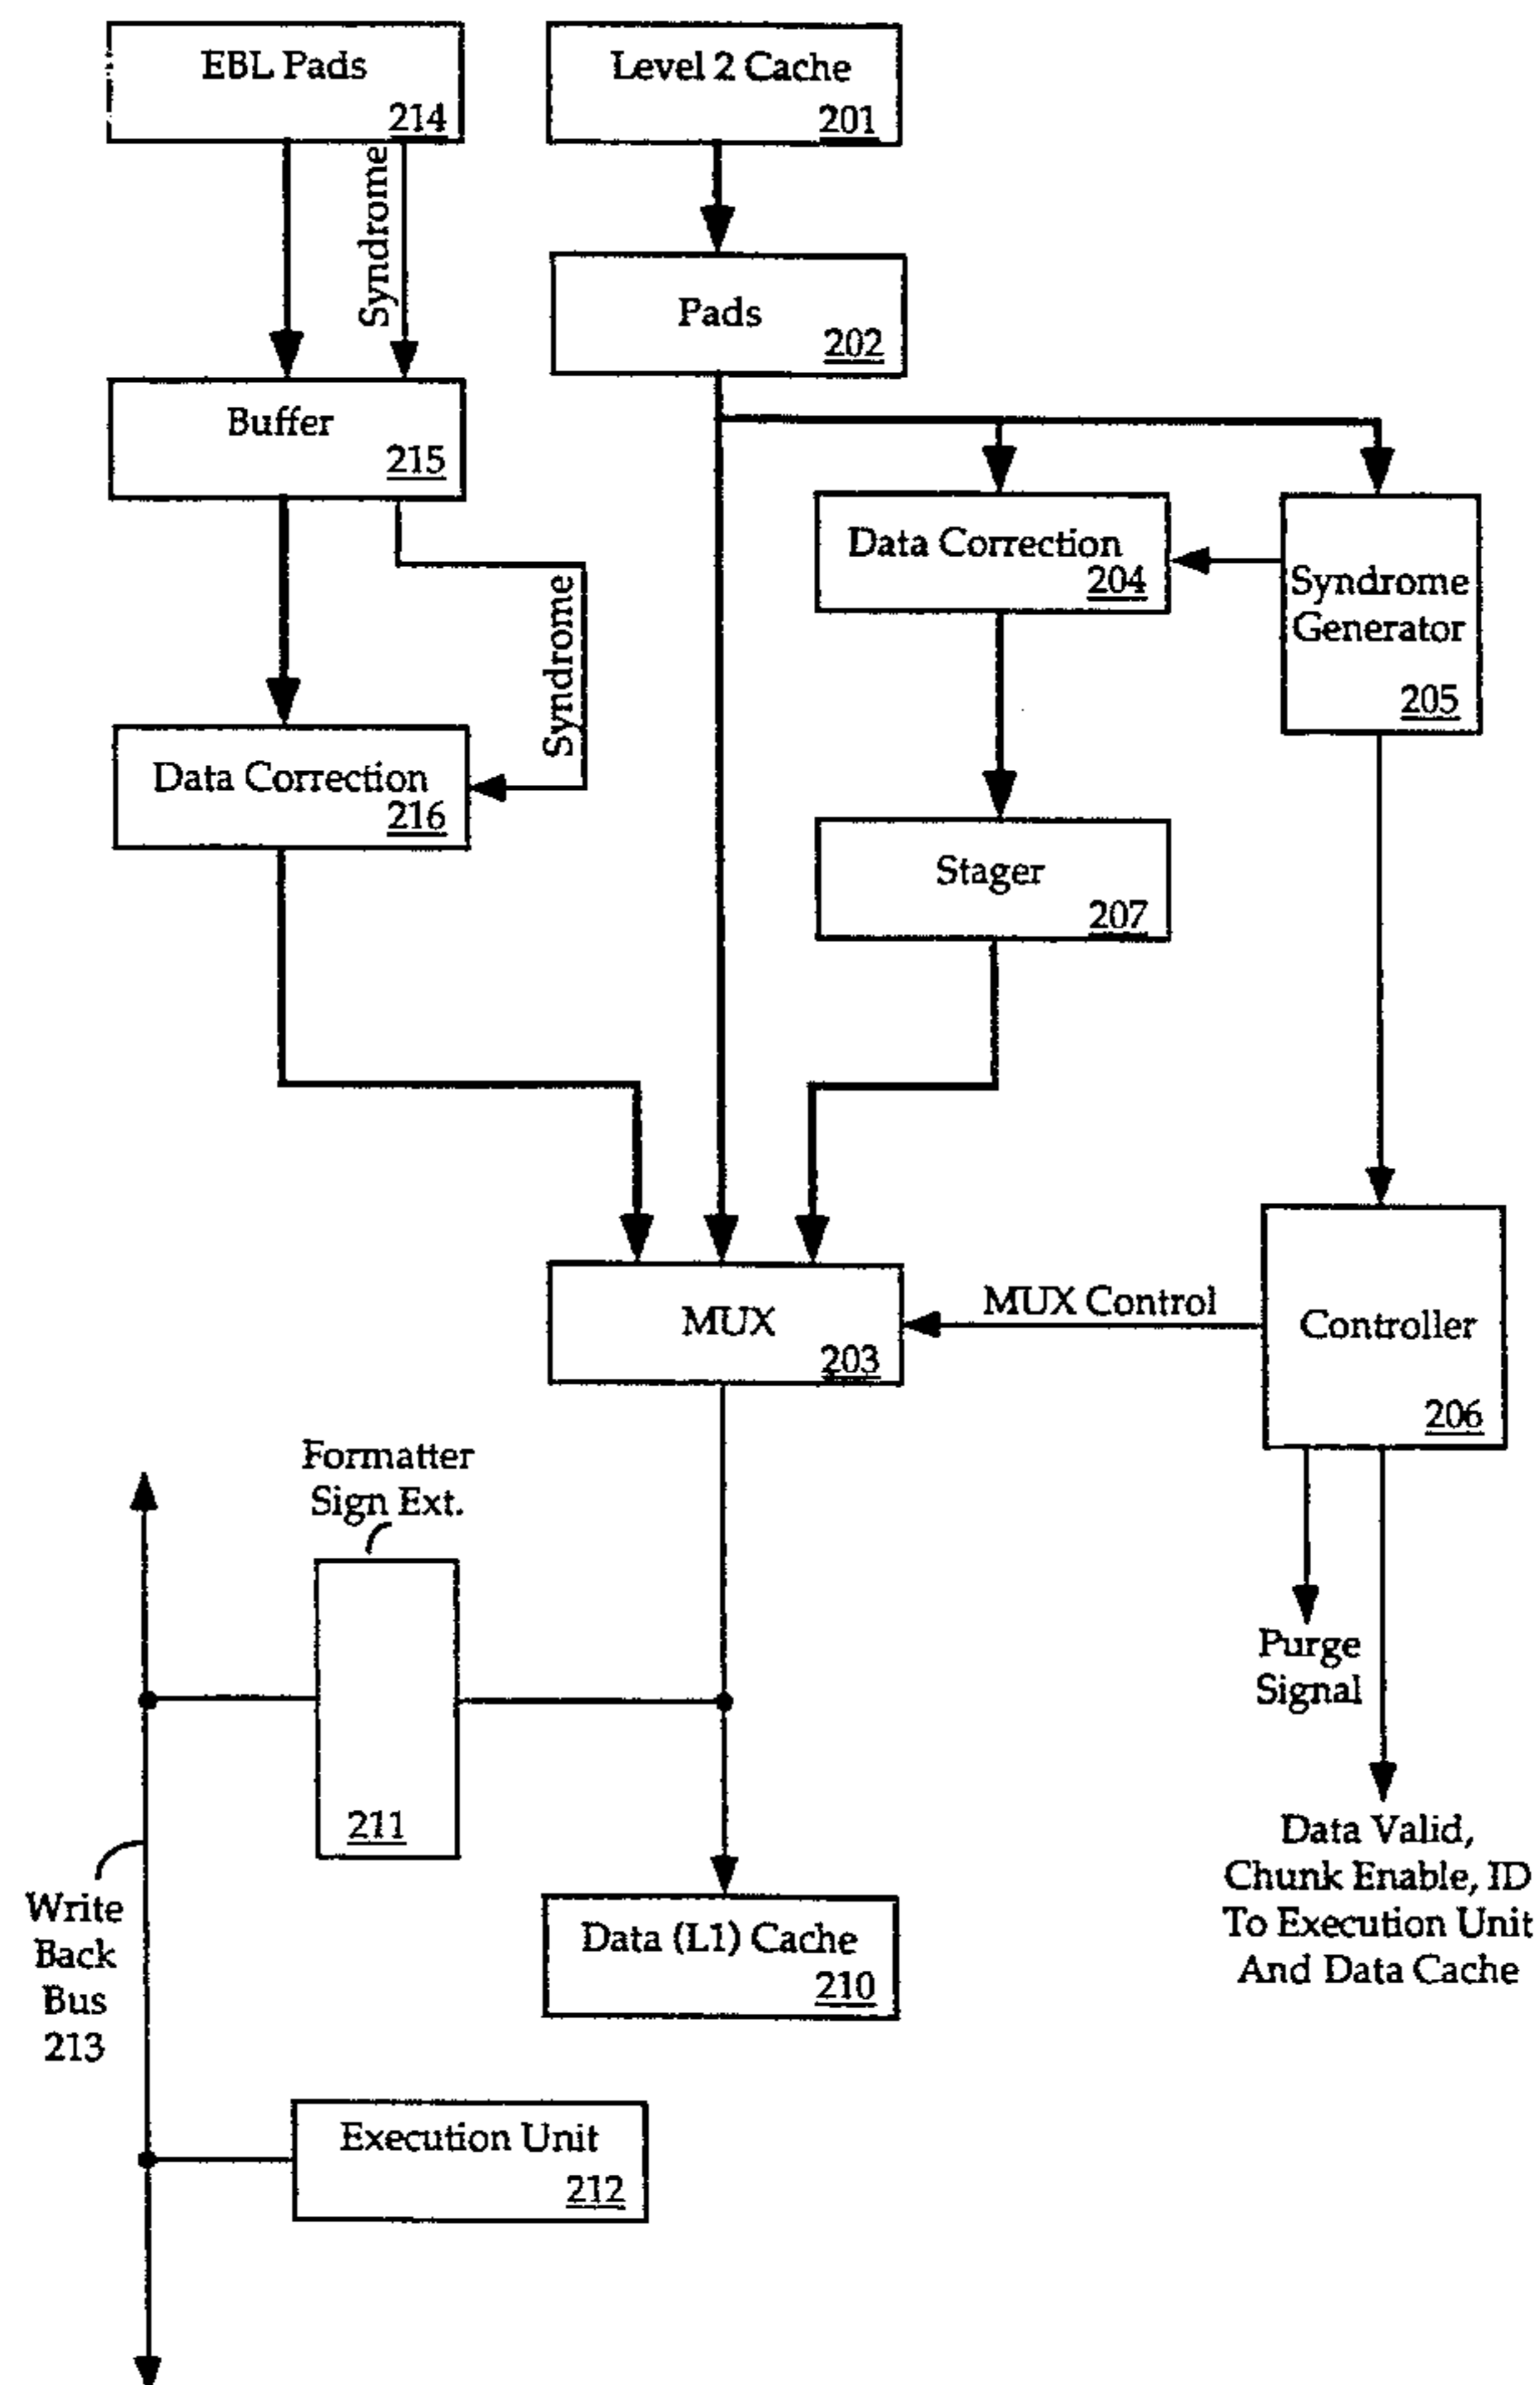 EBL Pads
214
Level 2 Cache
201
Syndrome
Pads
202
Buffer
215
Data Correction
204
Syndrome
Generator
205
Syndrome
Data Correction
216
Stager
207
MUX
203
MUX Control
Controller
206
Formatter
Sign Ext.
211
Purge
Signal
Data Valid,
Chunk Enable, ID
To Execution Unit
And Data Cache
Write
Back
Bus
213
Data (L1) Cache
210
Execution Unit
212